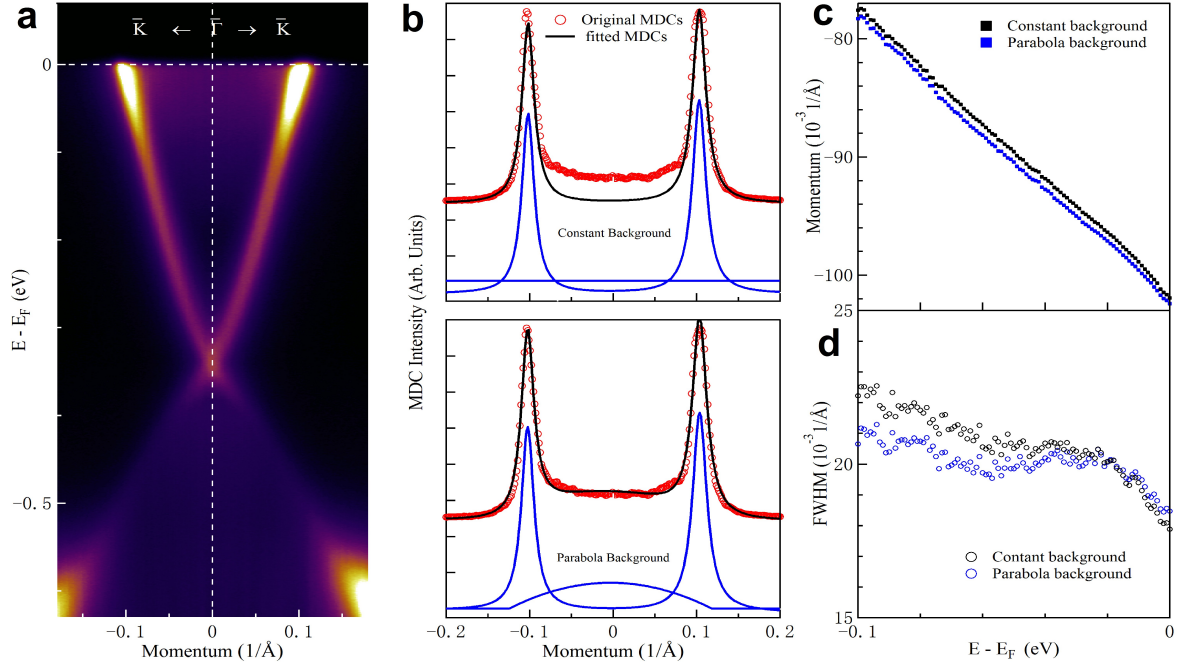 a
K̅ ← Γ̅ → K̅
0
−0.5
E - E_F (eV)
−0.1 0 0.1
Momentum (1/Å)
b
Original MDCs
fitted MDCs
Constant Background
Parabola Background
MDC Intensity (Arb. Units)
−0.2 −0.1 0 0.1 0.2
Momentum (1/Å)
c
Constant background
Parabola background
−77
−90
−100
Momentum (10⁻³ 1/Å)
d
25
20
15
FWHM (10⁻³ 1/Å)
Contant background
Parabola background
−0.1 0
E - E_F (eV)